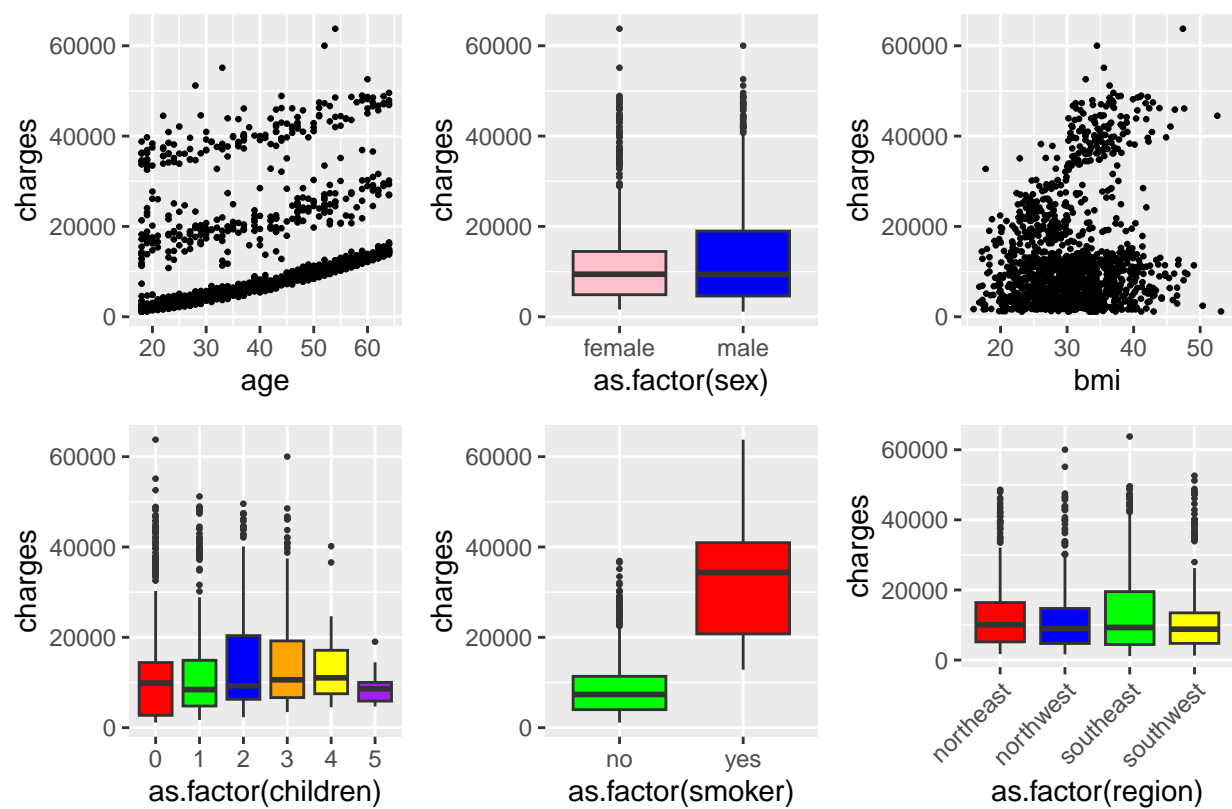 charges
60000
40000
20000
0
20 30 40 50 60
age
charges
60000
40000
20000
0
female male
as.factor(sex)
charges
60000
40000
20000
0
20 30 40 50
bmi
charges
60000
40000
20000
0
0 1 2 3 4 5
as.factor(children)
charges
60000
40000
20000
0
no yes
as.factor(smoker)
charges
60000
40000
20000
0
northeast northwest southeast southwest
as.factor(region)